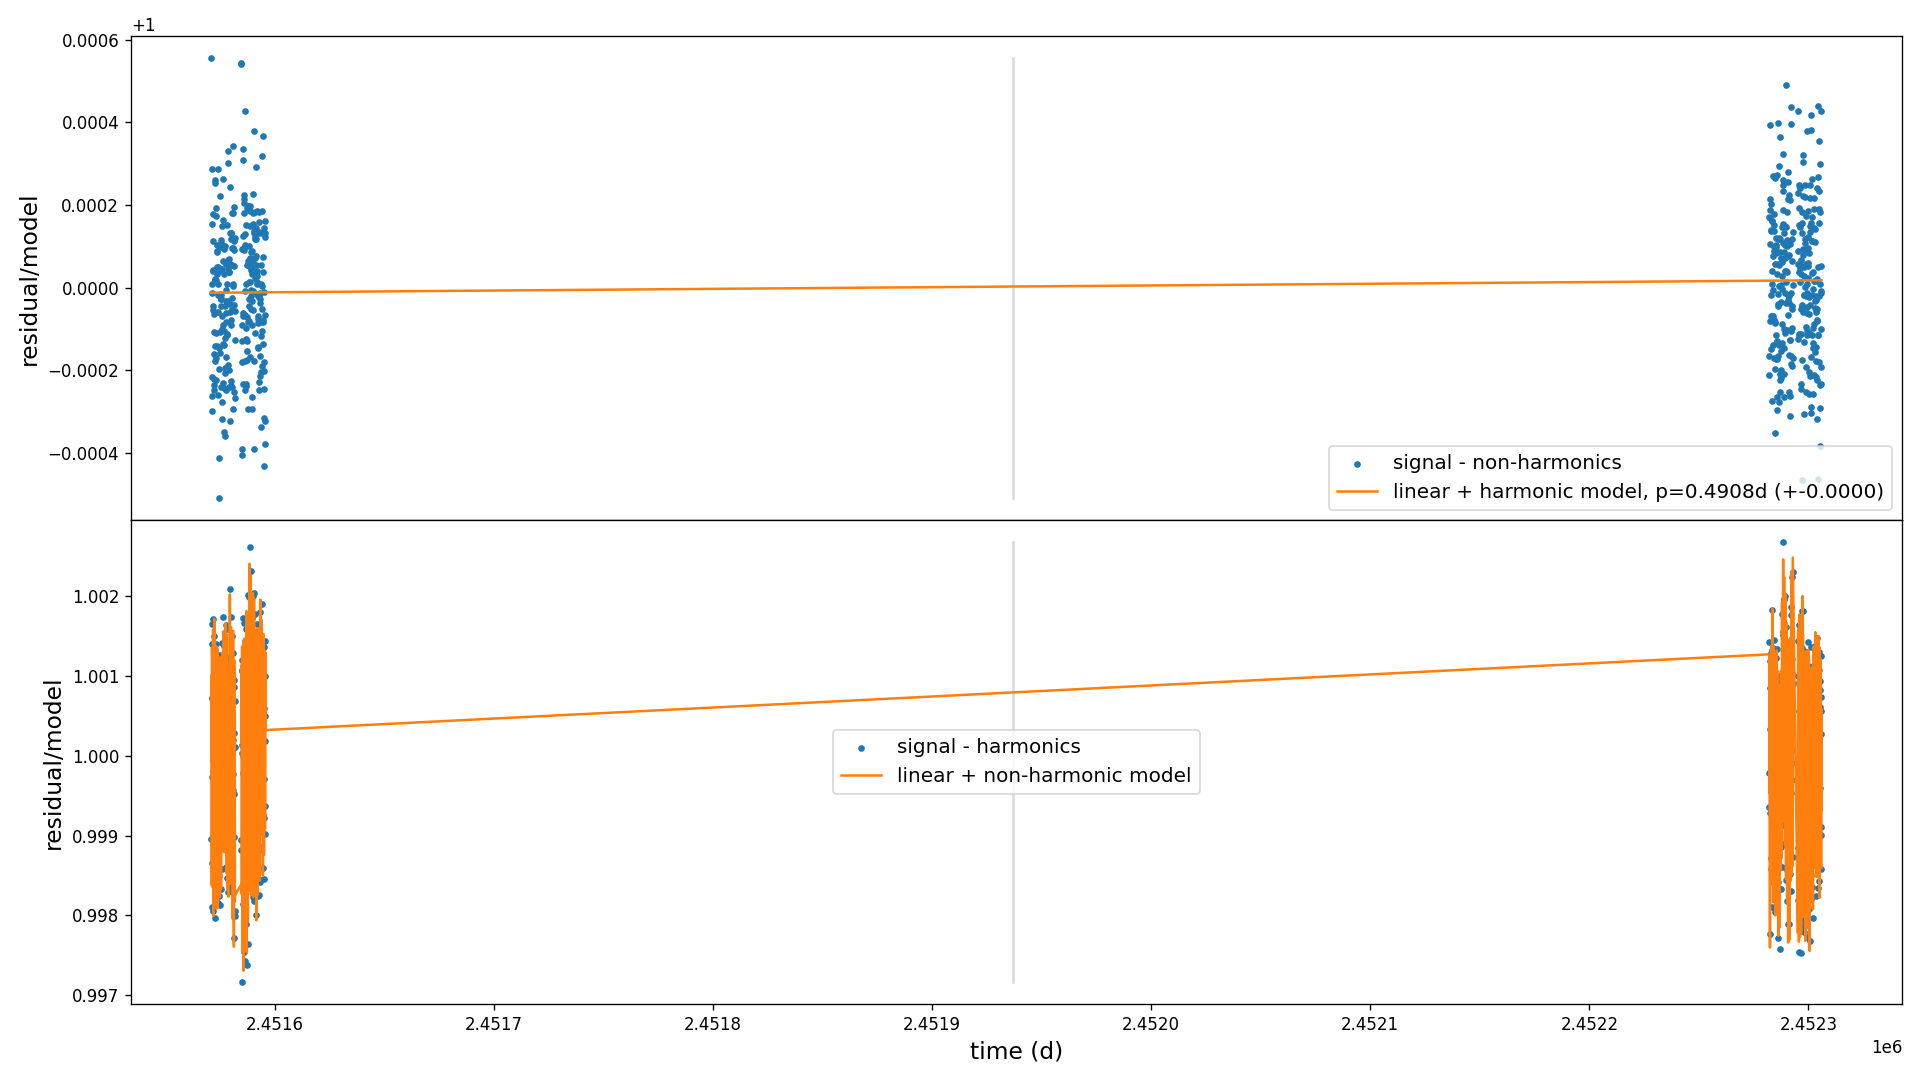 +1
0.0006
0.0004
0.0002
0.0000
−0.0002
−0.0004
residual/model
signal - non-harmonics
linear + harmonic model, p=0.4908d (+-0.0000)
1.002
1.001
1.000
0.999
0.998
0.997
residual/model
signal - harmonics
linear + non-harmonic model
2.4516
2.4517
2.4518
2.4519
2.4520
2.4521
2.4522
2.4523
time (d)
1e6